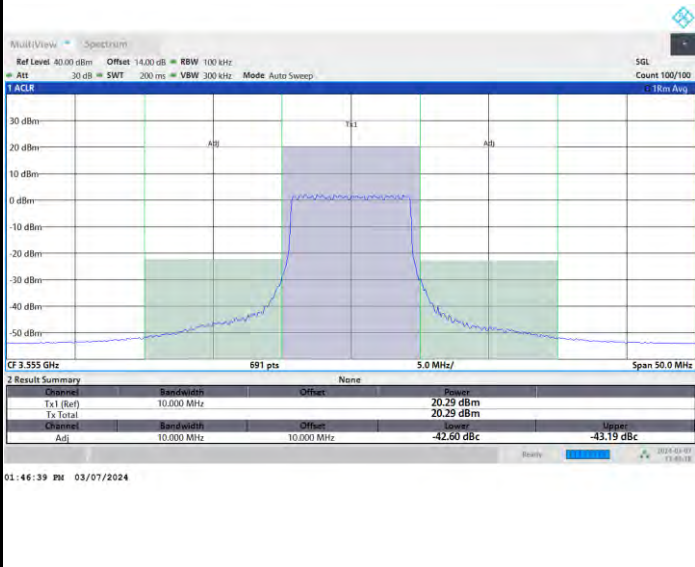 MultiView Spectrum
Ref Level 40.00 dBm Offset 14.00 dB RBW 100 kHz SGL
Att 30 dB SWT 200 ms VBW 300 kHz Mode Auto Sweep Count 100/100
1 ACLR 1Rm Avg
Tx1
Adj Adj
30 dBm
20 dBm
10 dBm
0 dBm
-10 dBm
-20 dBm
-30 dBm
-40 dBm
-50 dBm
CF 3.555 GHz 691 pts 5.0 MHz/ Span 50.0 MHz
2 Result Summary None
Channel Bandwidth Offset Power
Tx1 (Ref) 10.000 MHz 20.29 dBm
Tx Total 20.29 dBm
Channel Bandwidth Offset Lower Upper
Adj 10.000 MHz 10.000 MHz -42.60 dBc -43.19 dBc
Ready
01:46:39 PM 03/07/2024